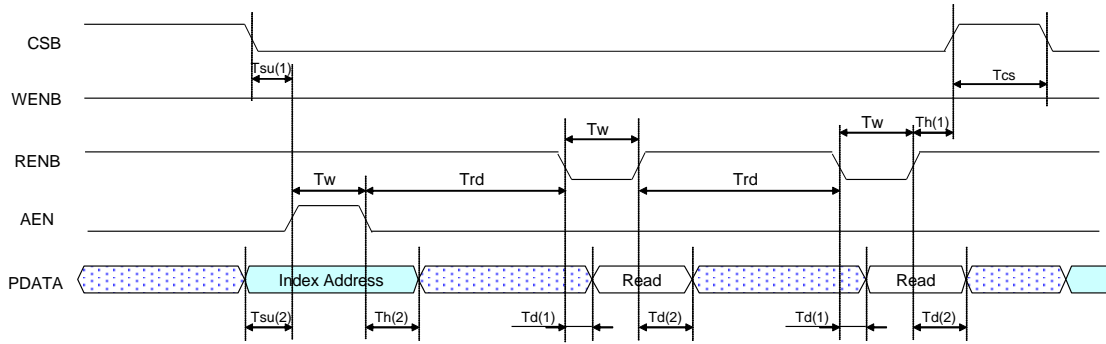 CSB
Tsu(1)
Tcs
WENB
Tw
Tw
Th(1)
RENB
Tw
Trd
Trd
AEN
PDATA
Index Address
Read
Read
Tsu(2)
Th(2)
Td(1)
Td(2)
Td(1)
Td(2)